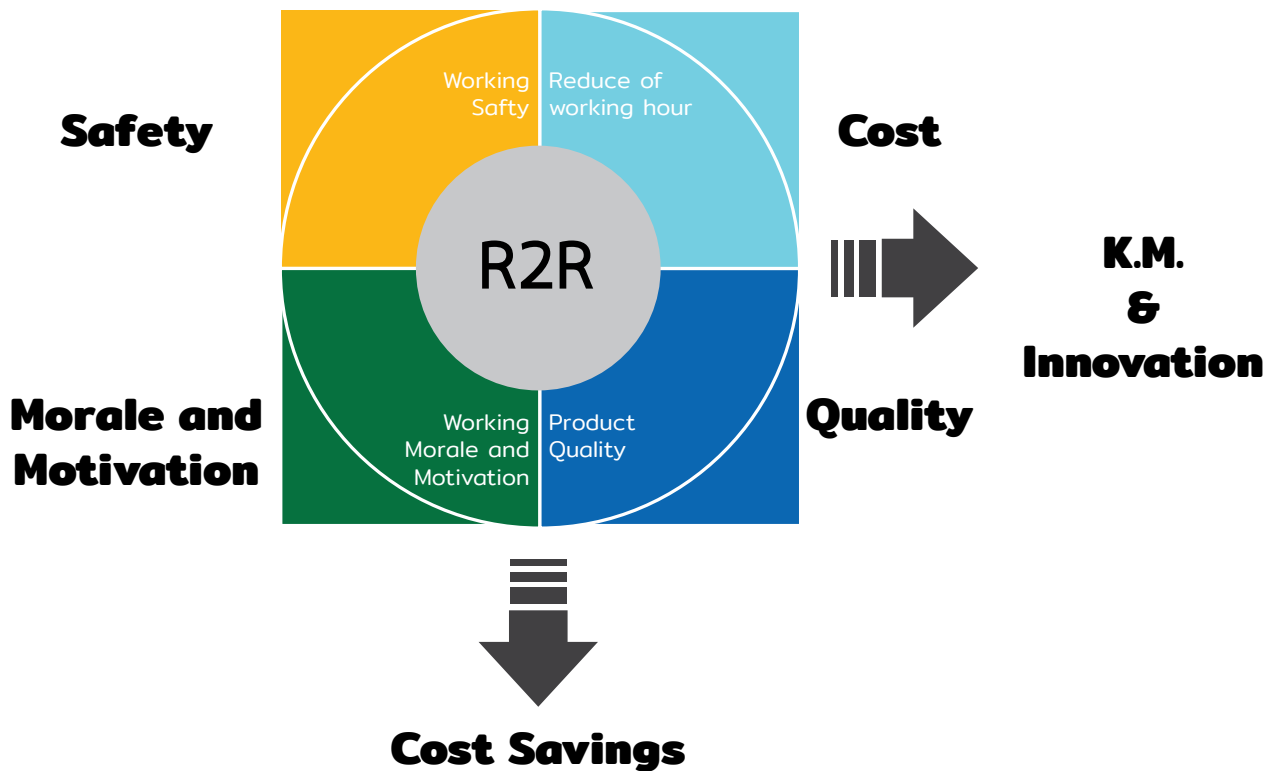 Working
Safty
Reduce of
working hour
Safety
Cost
R2R
K.M.
&
Innovation
Morale and
Motivation
Working
Morale and
Motivation
Product
Quality
Quality
Cost Savings